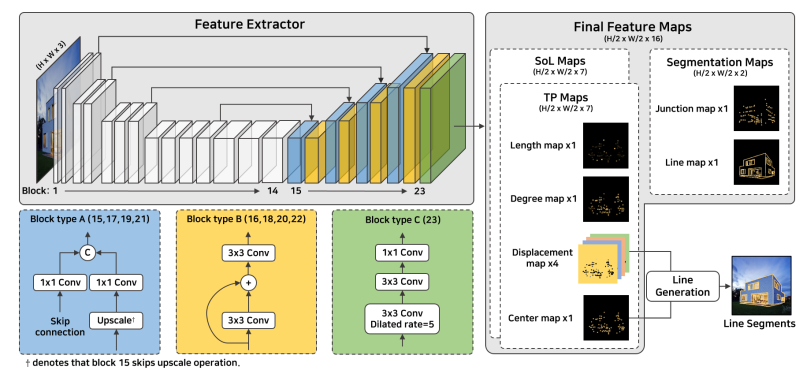 Feature Extractor
(H x W x 3)
Block: 1
14
15
23
Final Feature Maps
(H/2 x W/2 x 16)
SoL Maps
(H/2 x W/2 x 7)
TP Maps
(H/2 x W/2 x 7)
Length map x1
Degree map x1
Displacement
map x4
Center map x1
Segmentation Maps
(H/2 x W/2 x 2)
Junction map x1
Line map x1
Line
Generation
Line Segments
Block type A (15,17,19,21)
C
1x1 Conv
1x1 Conv
Skip
connection
Upscale†
Block type B (16,18,20,22)
3x3 Conv
+
3x3 Conv
Block type C (23)
1x1 Conv
3x3 Conv
3x3 Conv
Dilated rate=5
† denotes that block 15 skips upscale operation.